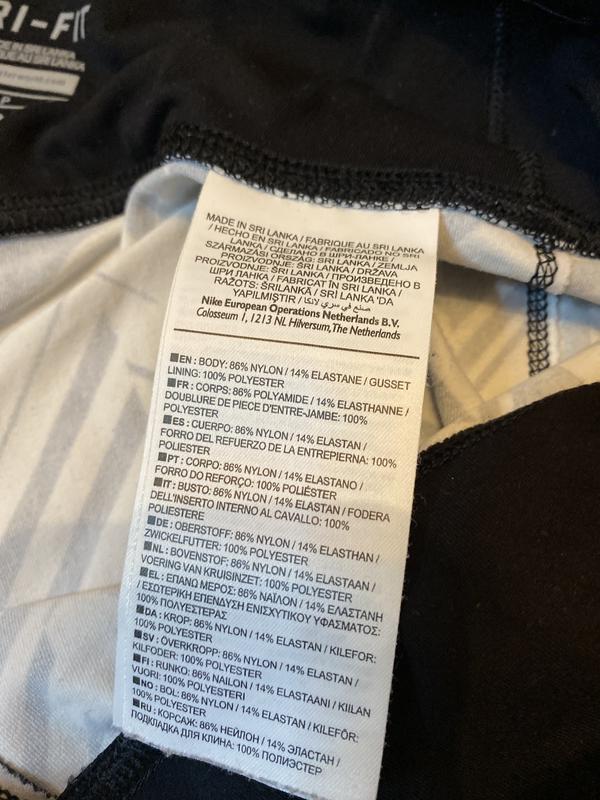 RI-FIT
MADE IN SRI LANKA / FABRIQUE AU SRI LANKA
/ HECHO EN SRI LANKA / FABRICADO NO SRI
LANKA / СДЕЛАНО В ШРИ-ЛАНКЕ /
SZÁRMAZÁSI ORSZÁG: SRI LANKA / ZEMLJA
PROIZVODNJE: ŠRI LANKA / DRŽAVA
PROIZVODNJE: ŠRI LANKA / ПРОИЗВЕДЕНО В
ШРИ ЛАНКА / FABRICAT ÎN SRI LANKA /
RAŽOTS: ŠRILANKĀ / SRİ LANKA 'DA
YAPILMIŞTIR / صنع في سري لانكا
Nike European Operations Netherlands B.V.
Colosseum 1, 1213 NL Hilversum, The Netherlands
EN : BODY: 86% NYLON / 14% ELASTANE / GUSSET
LINING: 100% POLYESTER
FR : CORPS: 86% POLYAMIDE / 14% ELASTHANNE /
DOUBLURE DE PIECE D'ENTRE-JAMBE: 100%
POLYESTER
ES : CUERPO: 86% NYLON / 14% ELASTAN /
FORRO DEL REFUERZO DE LA ENTREPIERNA: 100%
POLIESTER
PT : CORPO: 86% NYLON / 14% ELASTANO /
FORRO DO REFORÇO: 100% POLIÉSTER
IT : BUSTO: 86% NYLON / 14% ELASTAN / FODERA
DELL'INSERTO INTERNO AL CAVALLO: 100%
POLIESTERE
DE : OBERSTOFF: 86% NYLON / 14% ELASTHAN /
ZWICKELFUTTER: 100% POLYESTER
NL : BOVENSTOF: 86% NYLON / 14% ELASTAAN /
VOERING VAN KRUISINZET: 100% POLYESTER
EL : ΕΠΑΝΩ ΜΕΡΟΣ: 86% ΝΑΪΛΟΝ / 14% ΕΛΑΣΤΑΝΗ
/ ΕΣΩΤΕΡΙΚΗ ΕΠΕΝΔΥΣΗ ΕΝΙΣΧΥΤΙΚΟΥ ΥΦΑΣΜΑΤΟΣ:
100% ΠΟΛΥΕΣΤΕΡΑΣ
DA : KROP: 86% NYLON / 14% ELASTAN / KILEFOR:
100% POLYESTER
SV : ÖVERKROPP: 86% NYLON / 14% ELASTAN /
KILFODER: 100% POLYESTER
FI : RUNKO: 86% NAILON / 14% ELASTAANI / KIILAN
VUORI: 100% POLYESTERI
NO : BOL: 86% NYLON / 14% ELASTAN / KILEFÔR:
100% POLYESTER
RU : КОРСАЖ: 86% НЕЙЛОН / 14% ЭЛАСТАН /
ПОДКЛАДКА ДЛЯ КЛИНА: 100% ПОЛИЭСТЕР